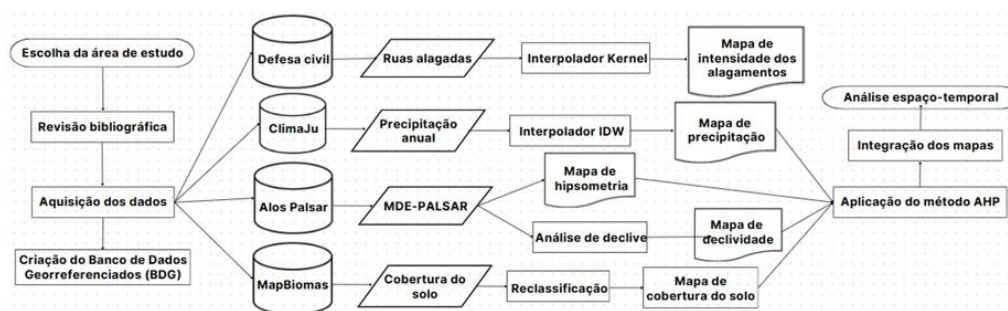 Escolha da área de estudo
Revisão bibliográfica
Aquisição dos dados
Criação do Banco de Dados
Georreferenciados (BDG)
Defesa civil
Ruas alagadas
Interpolador Kernel
Mapa de
intensidade dos
alagamentos
ClimaJu
Precipitação
anual
Interpolador IDW
Mapa de
precipitação
Alos Palsar
MDE-PALSAR
Mapa de
hipsometria
Análise de declive
Mapa de
declividade
MapBiomas
Cobertura do
solo
Reclassificação
Mapa de
cobertura do solo
Aplicação do método AHP
Integração dos mapas
Análise espaço-temporal